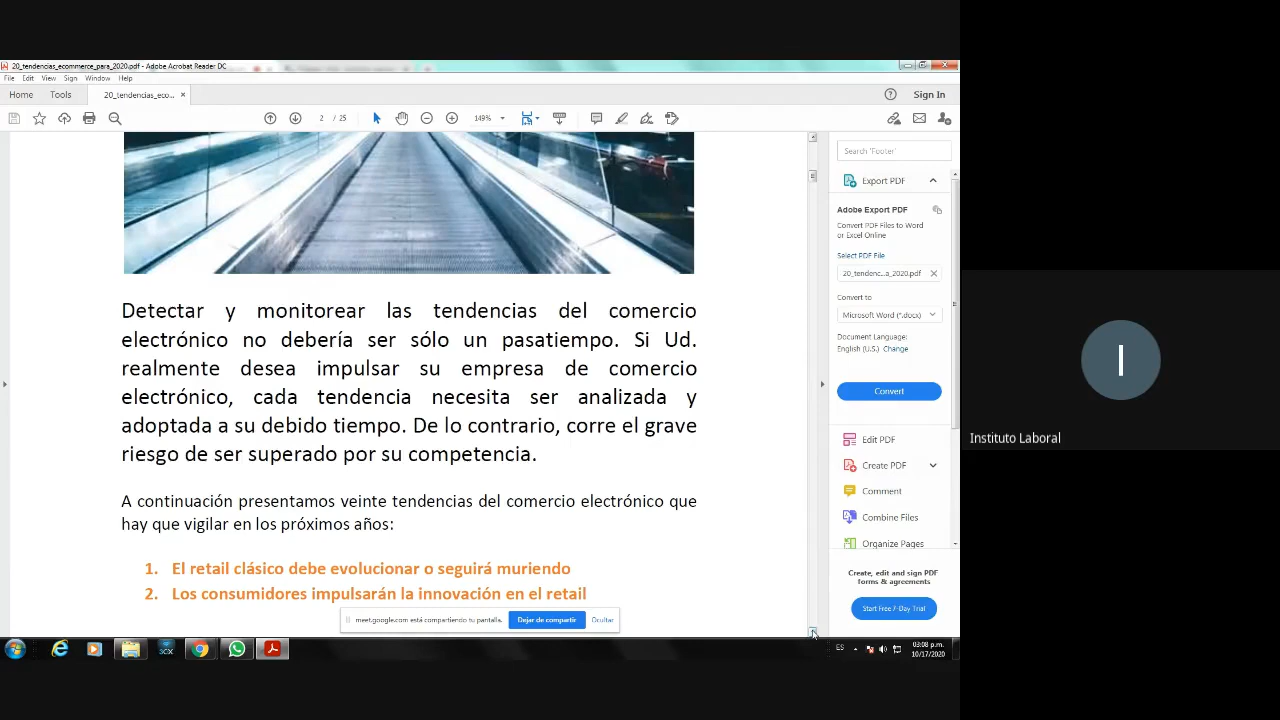 20_tendencias_ecommerce_para_2020.pdf - Adobe Acrobat Reader DC
File Edit View Sign Window Help
Home Tools 20_tendencias_eco... × Sign In
2 / 25 149%
Search 'Footer'
Export PDF
Adobe Export PDF
Convert PDF Files to Word
or Excel Online
Select PDF File
20_tendenc...a_2020.pdf
Convert to
Microsoft Word (*.docx)
Document Language:
English (U.S.) Change
Convert
Edit PDF
Create PDF
Comment
Combine Files
Organize Pages
Create, edit and sign PDF
forms & agreements
Start Free 7-Day Trial
Detectar y monitorear las tendencias del comercio
electrónico no debería ser sólo un pasatiempo. Si Ud.
realmente desea impulsar su empresa de comercio
electrónico, cada tendencia necesita ser analizada y
adoptada a su debido tiempo. De lo contrario, corre el grave
riesgo de ser superado por su competencia.
A continuación presentamos veinte tendencias del comercio electrónico que
hay que vigilar en los próximos años:
1. El retail clásico debe evolucionar o seguirá muriendo
2. Los consumidores impulsarán la innovación en el retail
meet.google.com está compartiendo tu pantalla. Dejar de compartir Ocultar
3CX
ES
03:08 p.m.
10/17/2020
I
Instituto Laboral